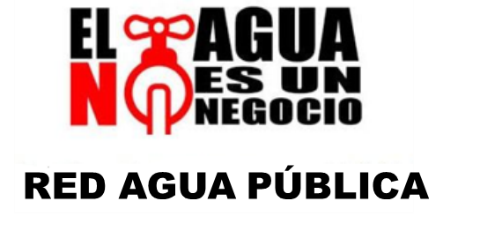 EL AGUA
NO ES UN
NEGOCIO
RED AGUA PÚBLICA